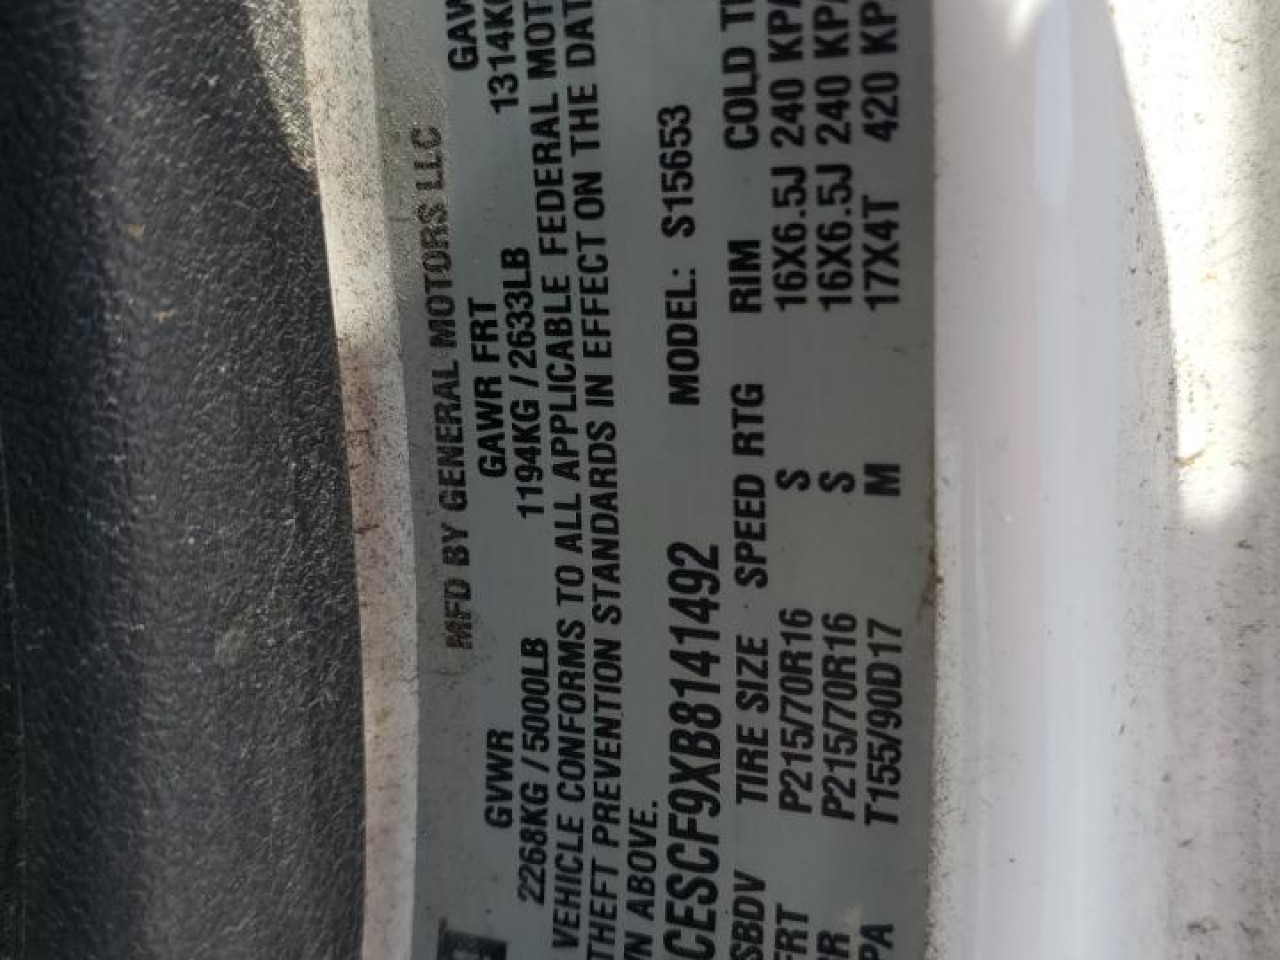 MFD BY GENERAL MOTORS LLC
GVWR GAWR FRT GAW
2268KG / 5000LB 1194KG / 2633LB 1314K
VEHICLE CONFORMS TO ALL APPLICABLE FEDERAL MOT
THEFT PREVENTION STANDARDS IN EFFECT ON THE DAT
N ABOVE.
CESCF9XB8141492 MODEL: S15653
SBDV TIRE SIZE SPEED RTG RIM COLD TI
FRT P215/70R16 S 16X6.5J 240 KPA
RR P215/70R16 S 16X6.5J 240 KPA
PA T155/90D17 M 17X4T 420 KP